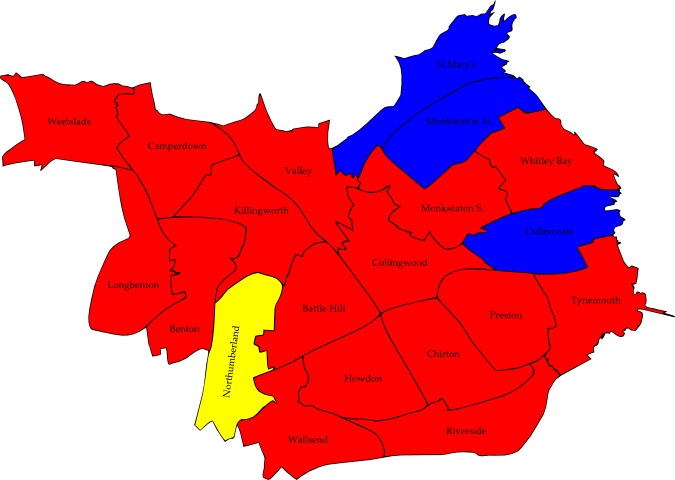 St Mary's
Monkseaton N.
Weetslade
Camperdown
Whitley Bay
Valley
Killingworth
Monkseaton S.
Cullercoats
Collingwood
Longbenton
Tynemouth
Battle Hill
Preston
Benton
Northumberland
Chirton
Howdon
Riverside
Wallsend